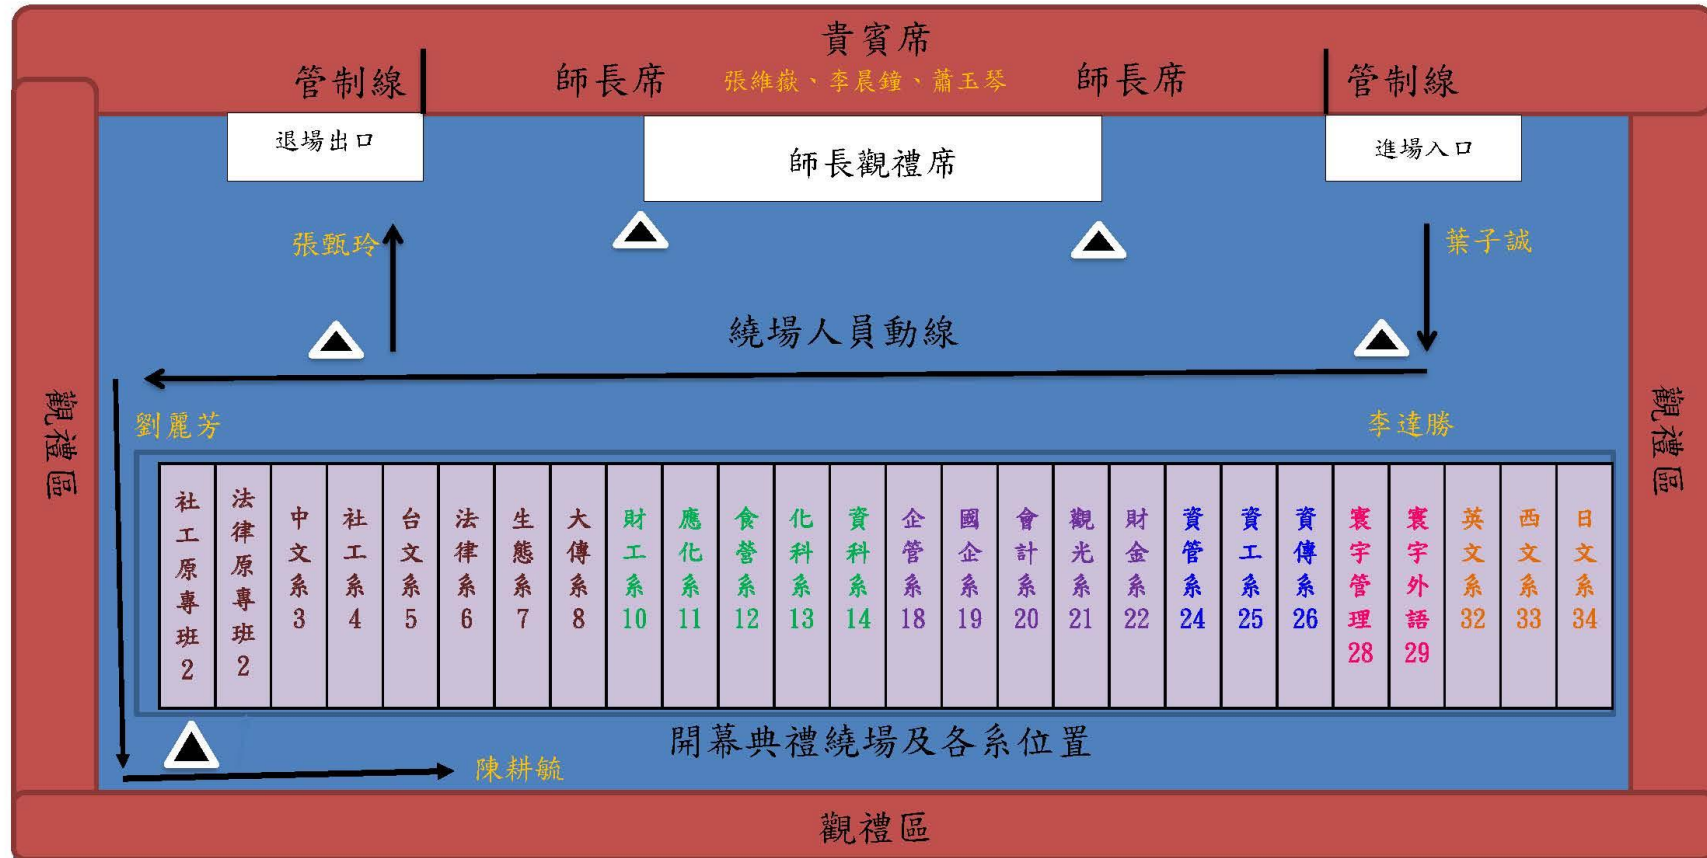 貴賓席
管制線
師長席
張維嶽、李晨鐘、蕭玉琴
師長席
管制線
退場出口
師長觀禮席
進場入口
張甄玲
葉子誠
繞場人員動線
觀禮區
劉麗芳
李達勝
觀禮區
社工原專班2
法律原專班2
中文系3
社工系4
台文系5
法律系6
生態系7
大傳系8
財工系10
應化系11
食營系12
化科系13
資科系14
企管系18
國企系19
會計系20
觀光系21
財金系22
資管系24
資工系25
資傳系26
寰宇管理28
寰宇外語29
英文系32
西文系33
日文系34
開幕典禮繞場及各系位置
陳耕毓
觀禮區